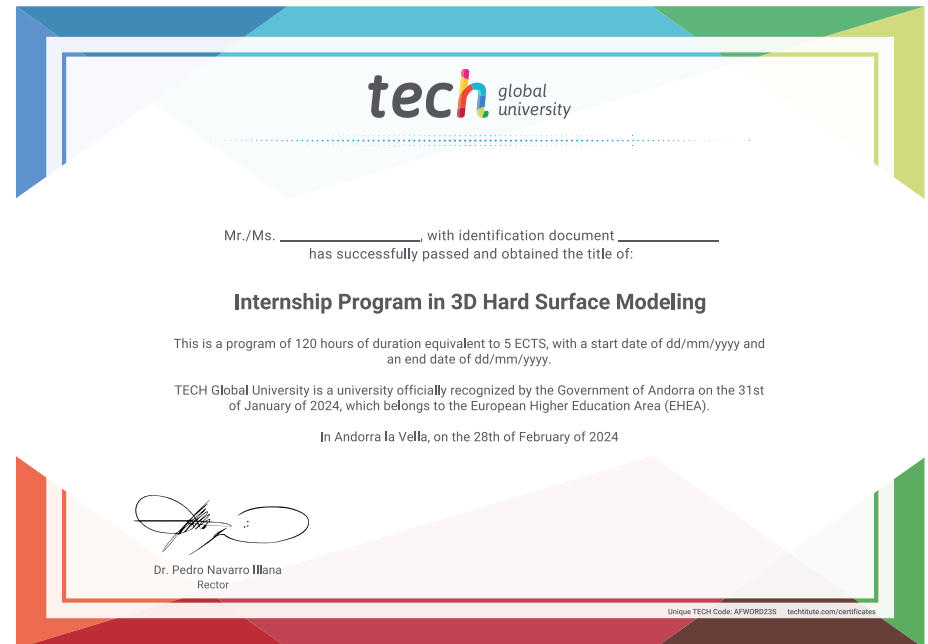 tech global
university
Mr./Ms. ____________________, with identification document ______________
has successfully passed and obtained the title of:
Internship Program in 3D Hard Surface Modeling
This is a program of 120 hours of duration equivalent to 5 ECTS, with a start date of dd/mm/yyyy and
an end date of dd/mm/yyyy.
TECH Global University is a university officially recognized by the Government of Andorra on the 31st
of January of 2024, which belongs to the European Higher Education Area (EHEA).
In Andorra la Vella, on the 28th of February of 2024
Dr. Pedro Navarro Illana
Rector
Unique TECH Code: AFWORD23S techtitute.com/certificates